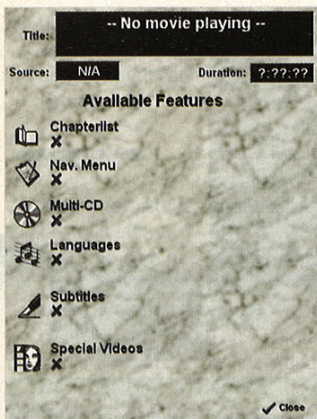 Title: -- No movie playing --
Source: N/A Duration: ?:??:??
Available Features
Chapterlist
Nav. Menu
Multi-CD
Languages
Subtitles
Special Videos
Close